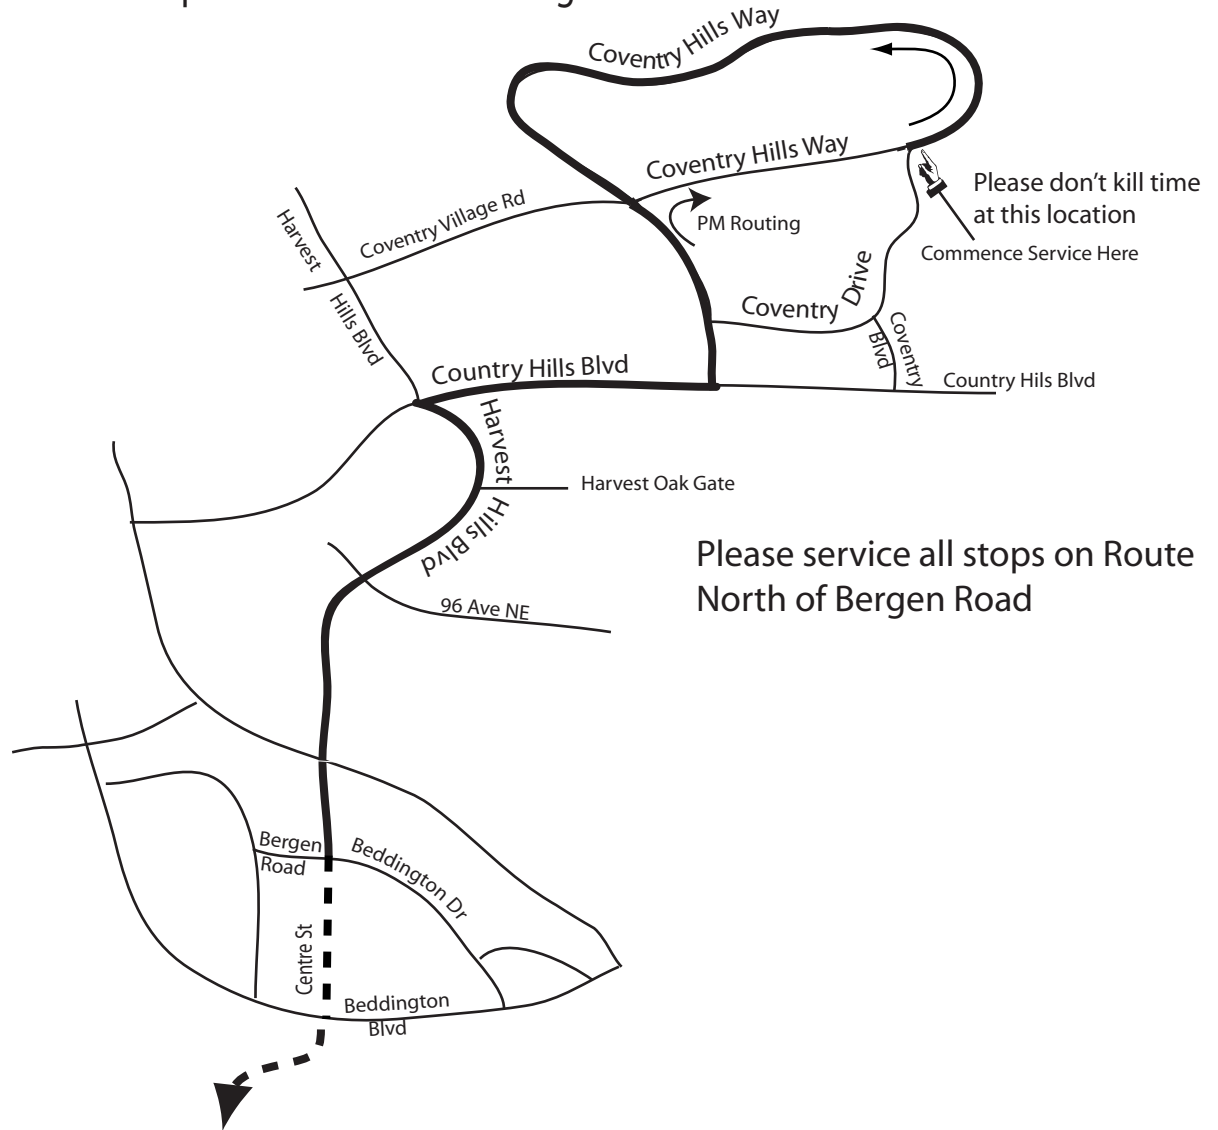 Coventry Hills Way
Coventry Hills Way
Please don't kill time
at this location
Commence Service Here
PM Routing
Coventry Village Rd
Harvest
Hills Blvd
Coventry Drive
Coventry
Blvd
Country Hills Blvd
Country Hils Blvd
Harvest Hills Blvd
Harvest Oak Gate
Please service all stops on Route
North of Bergen Road
96 Ave NE
Bergen
Road
Beddington Dr
Centre St
Beddington
Blvd